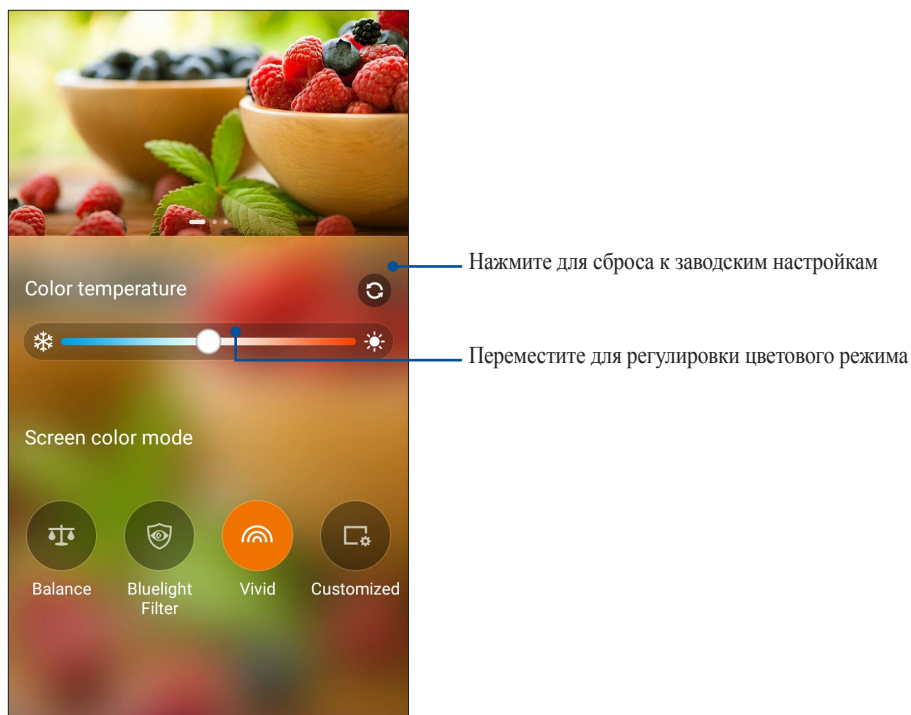 Нажмите для сброса к заводским настройкам
Color temperature
Переместите для регулировки цветового режима
Screen color mode
Balance
Bluelight
Filter
Vivid
Customized